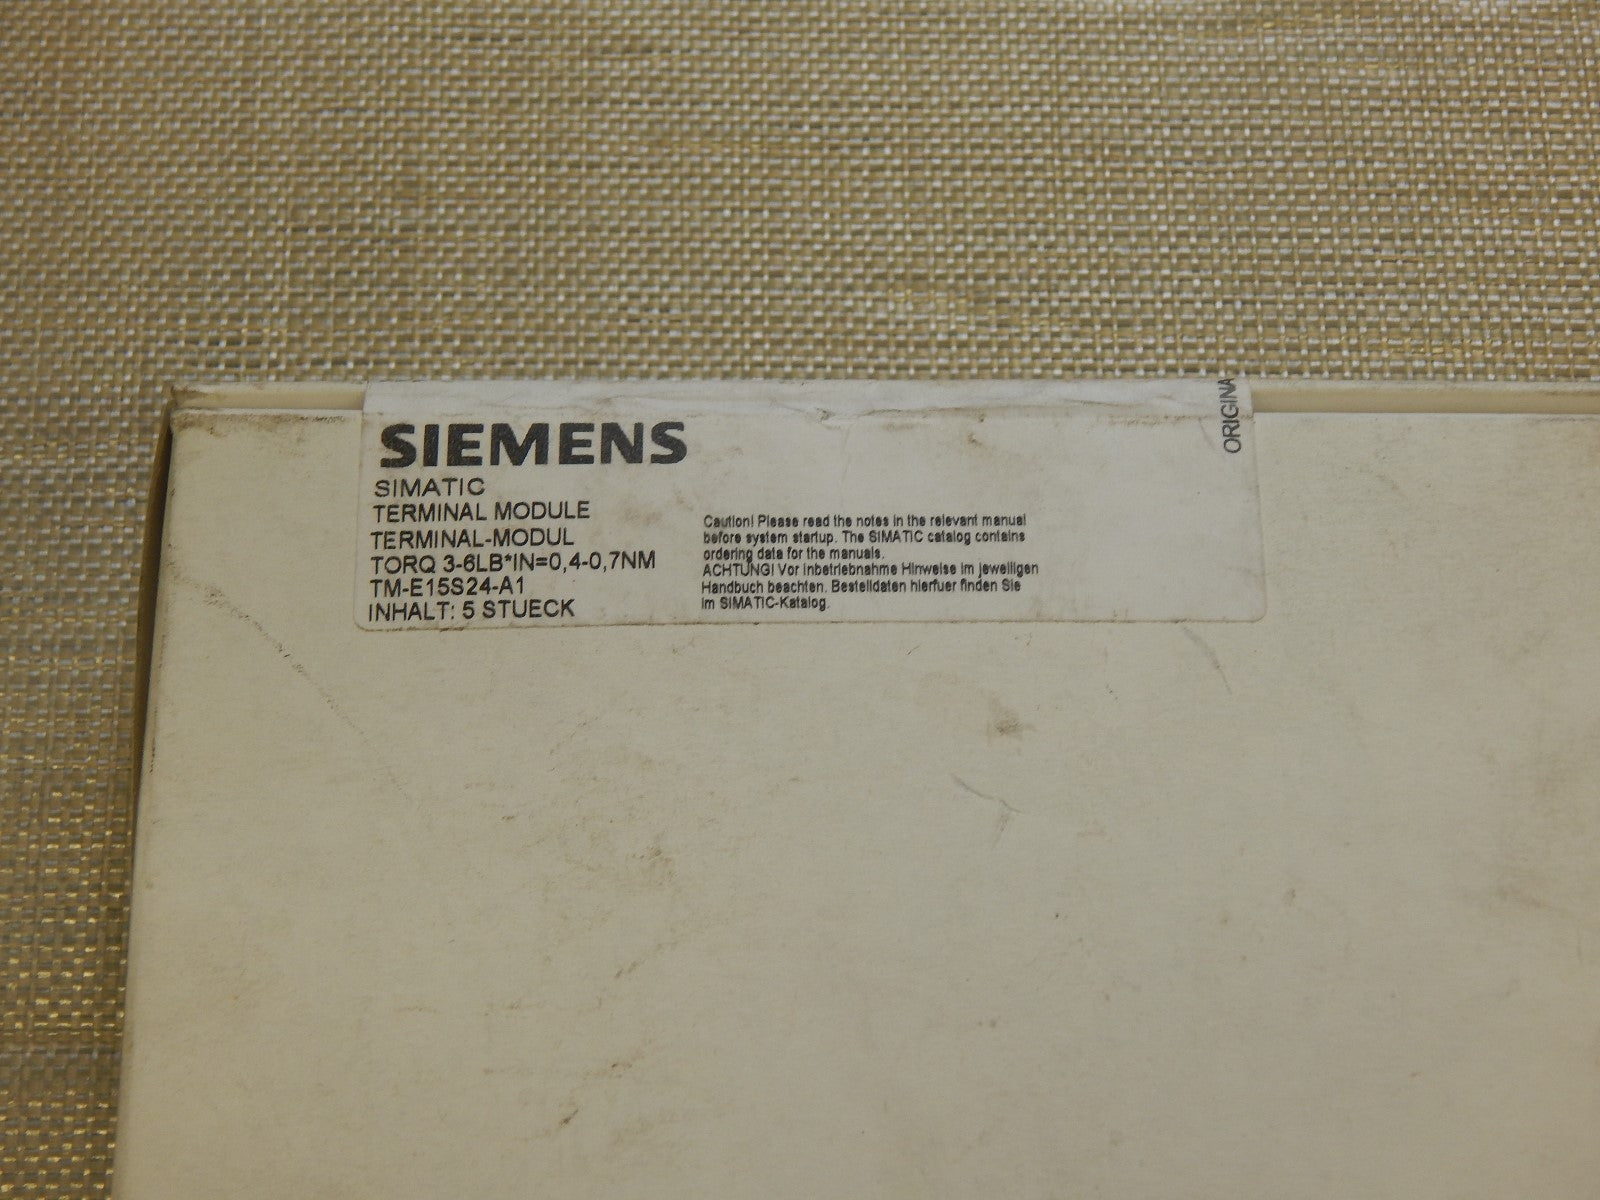 SIEMENS
SIMATIC
TERMINAL MODULE
TERMINAL-MODUL
TORQ 3-6LB*IN=0,4-0,7NM
TM-E15S24-A1
INHALT: 5 STUECK
Caution! Please read the notes in the relevant manual
before system startup. The SIMATIC catalog contains
ordering data for the manuals.
ACHTUNG! Vor Inbetriebnahme Hinweise im jeweiligen
Handbuch beachten. Bestelldaten hierfuer finden Sie
im SIMATIC-Katalog.
ORIGINA